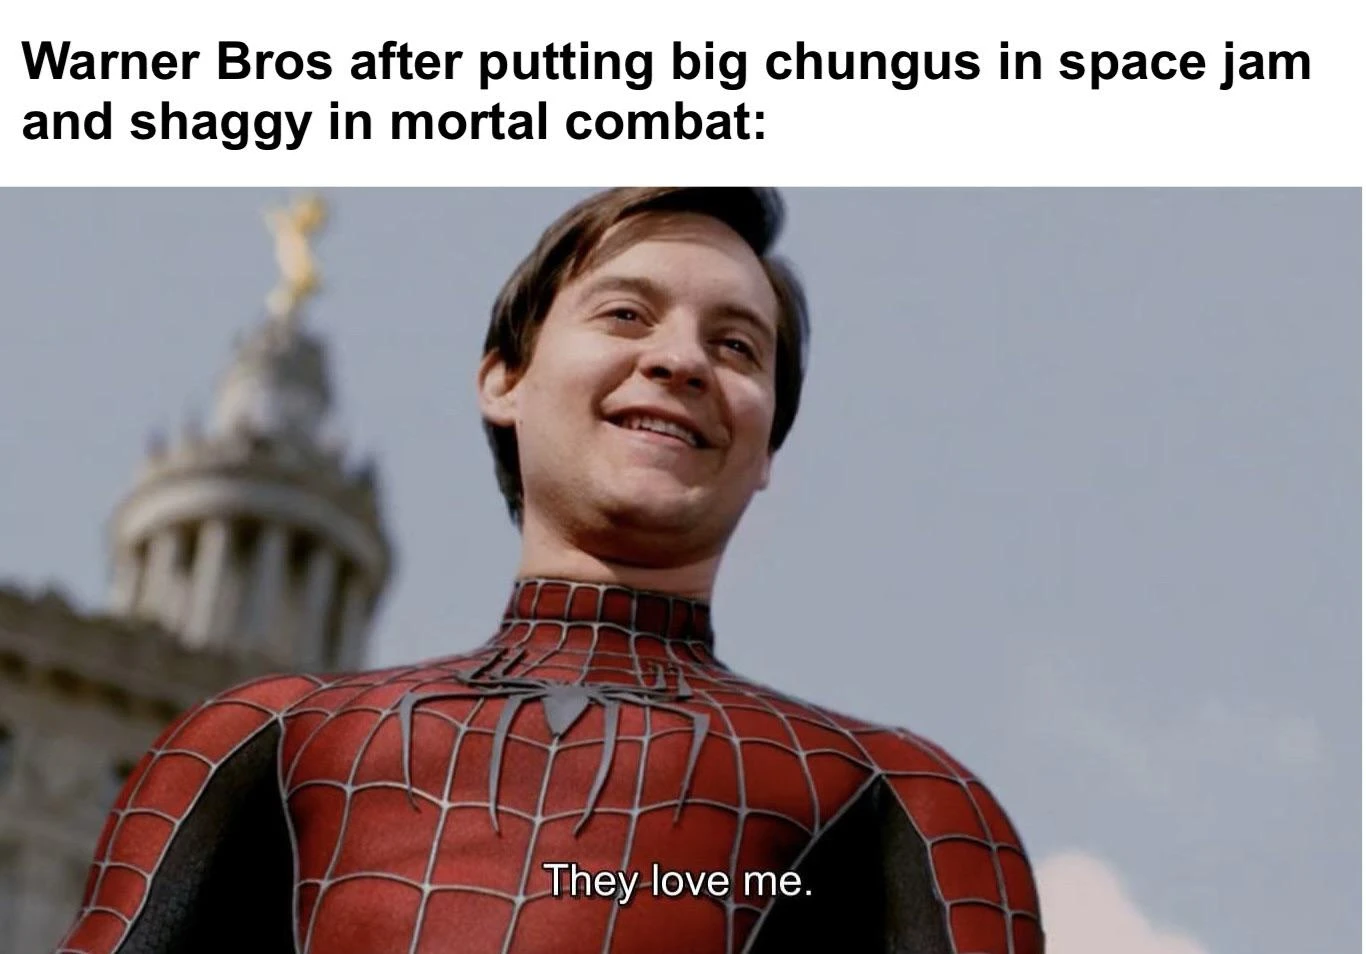 Warner Bros after putting big chungus in space jam
and shaggy in mortal combat:
They love me.